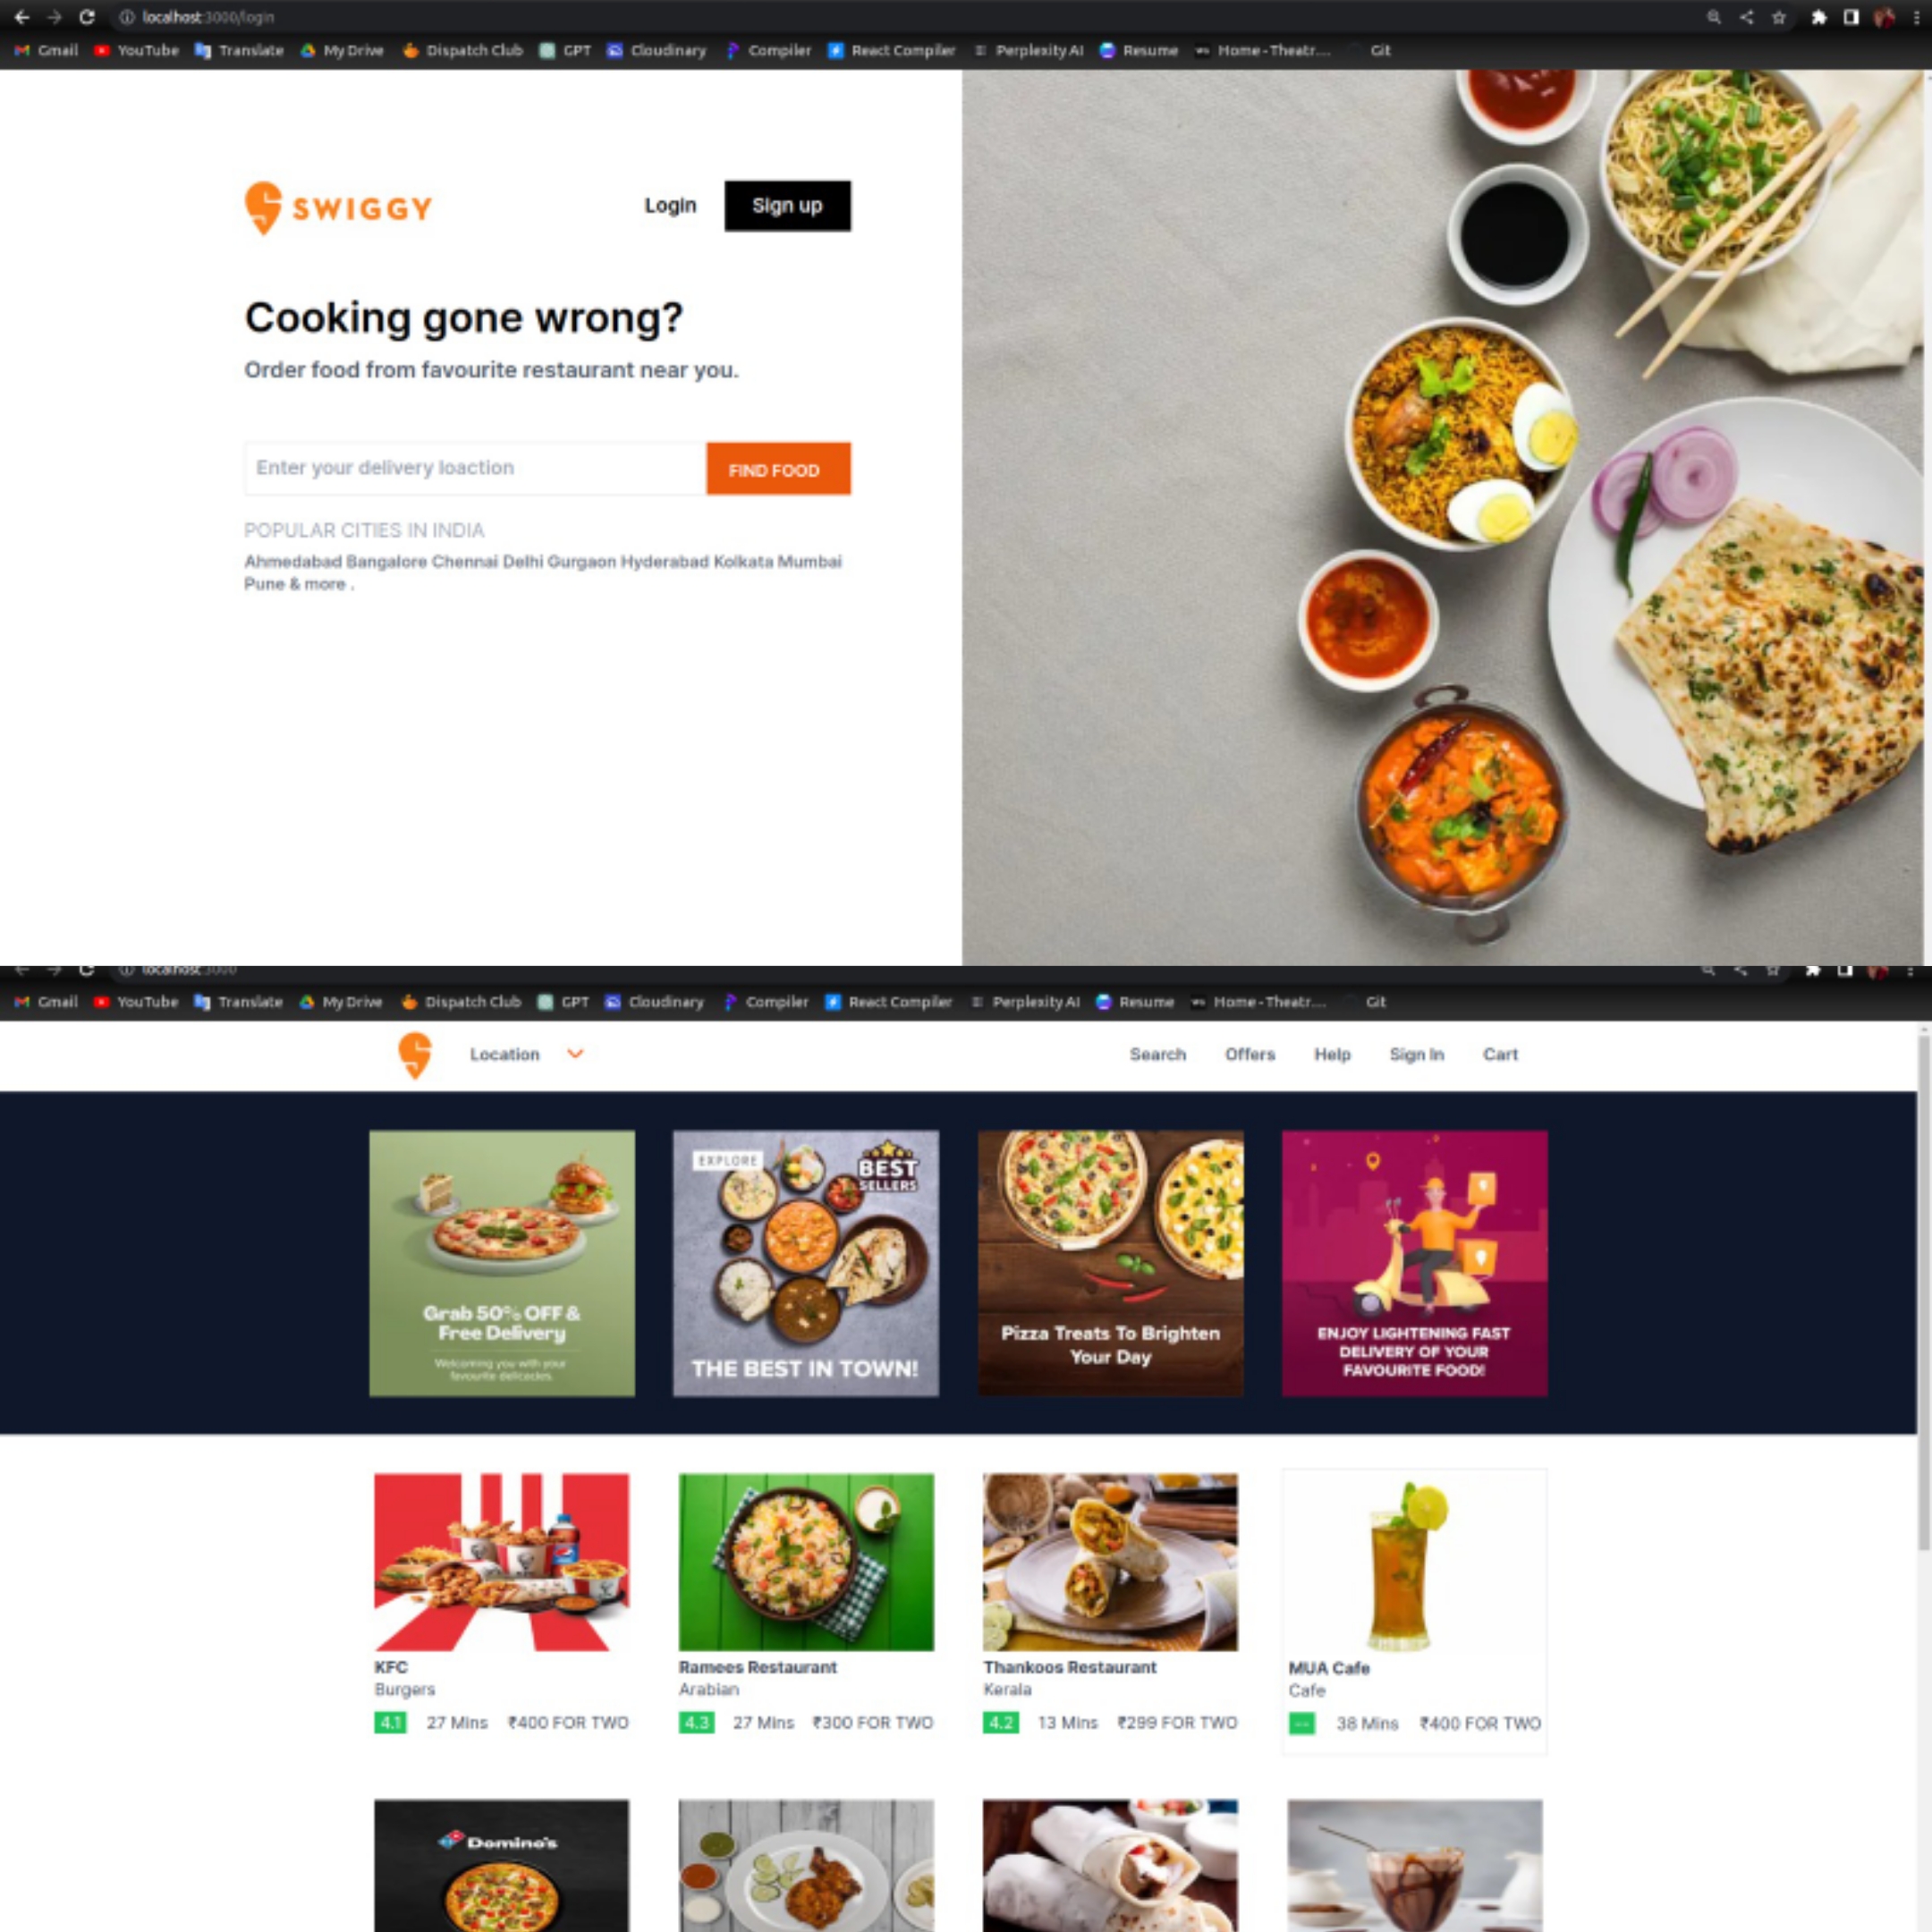 localhost:3000/login
Gmail YouTube Translate My Drive Dispatch Club GPT Cloudinary Compiler React Compiler Perplexity AI Resume Home - Theatr... Git
SWIGGY
Login Sign up
Cooking gone wrong?
Order food from favourite restaurant near you.
Enter your delivery loaction FIND FOOD
POPULAR CITIES IN INDIA
Ahmedabad Bangalore Chennai Delhi Gurgaon Hyderabad Kolkata Mumbai
Pune & more .
localhost:3000
Gmail YouTube Translate My Drive Dispatch Club GPT Cloudinary Compiler React Compiler Perplexity AI Resume Home - Theatr... Git
Location Search Offers Help Sign In Cart
Grab 50% OFF &
Free Delivery
Welcoming you with your
favourite delicacies.
EXPLORE
BEST
SELLERS
THE BEST IN TOWN!
Pizza Treats To Brighten
Your Day
ENJOY LIGHTENING FAST
DELIVERY OF YOUR
FAVOURITE FOOD!
KFC
Burgers
4.1 27 Mins ₹400 FOR TWO
Ramees Restaurant
Arabian
4.3 27 Mins ₹300 FOR TWO
Thankoos Restaurant
Kerala
4.2 13 Mins ₹299 FOR TWO
MUA Cafe
Cafe
-- 38 Mins ₹400 FOR TWO
Domino's